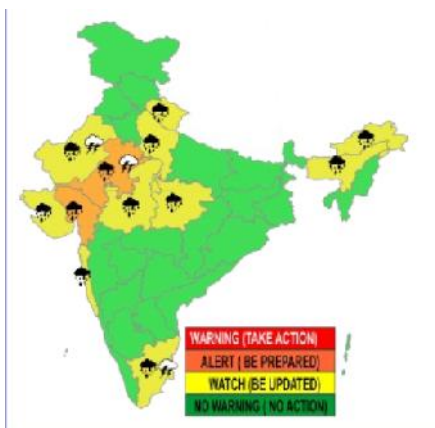 WARNING (TAKE ACTION)
ALERT ( BE PREPARED)
WATCH (BE UPDATED)
NO WARNING ( NO ACTION)